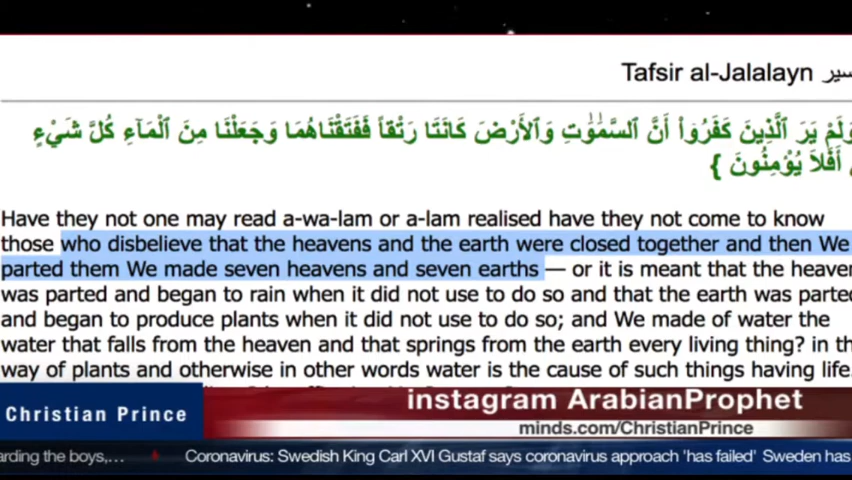 Tafsir al-Jalalayn
يَرَ ٱلَّذِينَ كَفَرُوۤاْ أَنَّ ٱلسَّمَٰوَٰتِ وَٱلأَرْضَ كَانَتَا رَتْقاً فَفَتَقْنَاهُمَا وَجَعَلْنَا مِنَ ٱلْمَآءِ كُلَّ شَيْءٍ
أَفَلاَ يُؤْمِنُونَ }
Have they not one may read a-wa-lam or a-lam realised have they not come to know
those who disbelieve that the heavens and the earth were closed together and then We
parted them We made seven heavens and seven earths — or it is meant that the heaven
was parted and began to rain when it did not use to do so and that the earth was parted
and began to produce plants when it did not use to do so; and We made of water the
water that falls from the heaven and that springs from the earth every living thing? in th
way of plants and otherwise in other words water is the cause of such things having life.
Christian Prince
instagram ArabianProphet
minds.com/ChristianPrince
arding the boys,... Coronavirus: Swedish King Carl XVI Gustaf says coronavirus approach 'has failed' Sweden has